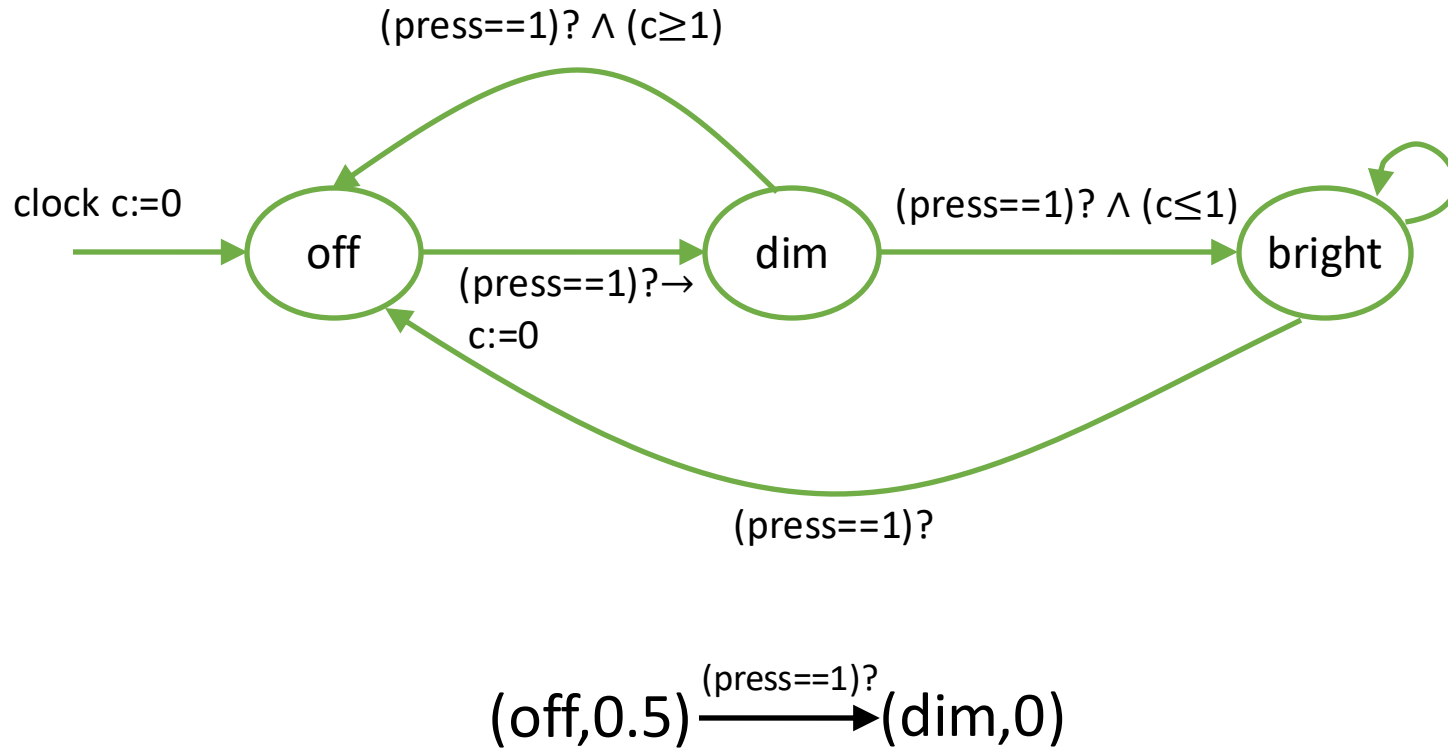 (press==1)? ∧ (c≥1)
clock c:=0
off
(press==1)?→
c:=0
dim
(press==1)? ∧ (c≤1)
bright
(press==1)?
(press==1)?
(off,0.5)
(dim,0)